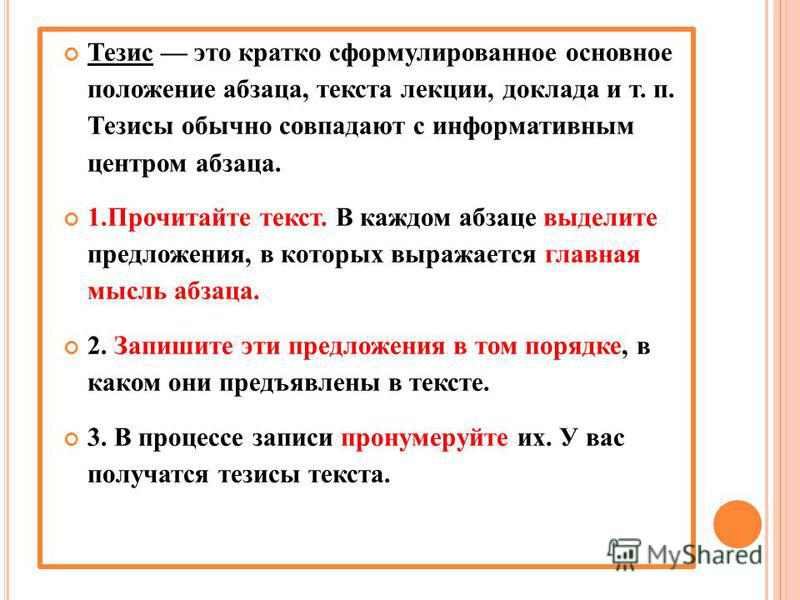 Тезис — это кратко сформулированное основное
положение абзаца, текста лекции, доклада и т. п.
Тезисы обычно совпадают с информативным
центром абзаца.
1.Прочитайте текст. В каждом абзаце выделите
предложения, в которых выражается главная
мысль абзаца.
2. Запишите эти предложения в том порядке, в
каком они предъявлены в тексте.
3. В процессе записи пронумеруйте их. У вас
получатся тезисы текста.
MyShared